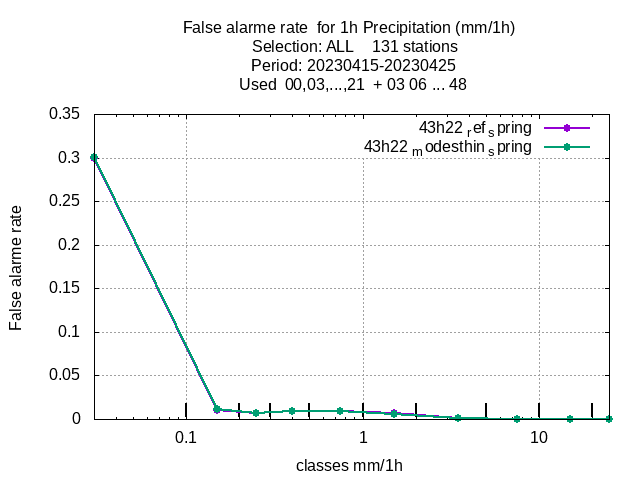 False alarme rate  for 1h Precipitation (mm/1h)
Selection: ALL    131 stations
Period: 20230415-20230425
Used  00,03,...,21  + 03 06 ... 48
43h22 ref spring
43h22 modesthin spring
0.35
0.3
0.25
0.2
0.15
0.1
0.05
0
False alarme rate
0.1 1 10
classes mm/1h